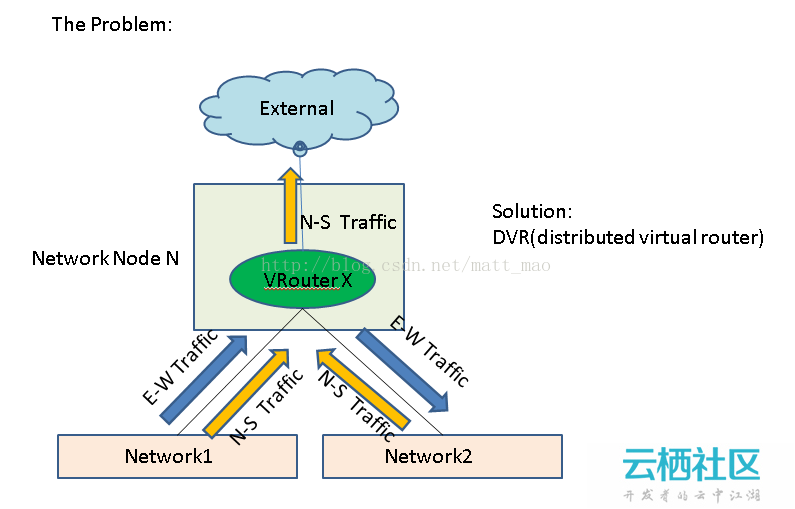 The Problem:
External
N-S Traffic
Solution:
DVR(distributed virtual router)
Network Node N
http://blog.csdn.net/matt_mao
VRouter X
E-W Traffic
N-S Traffic
N-S Traffic
E-W Traffic
Network1
Network2
云栖社区
开发者的云中江湖